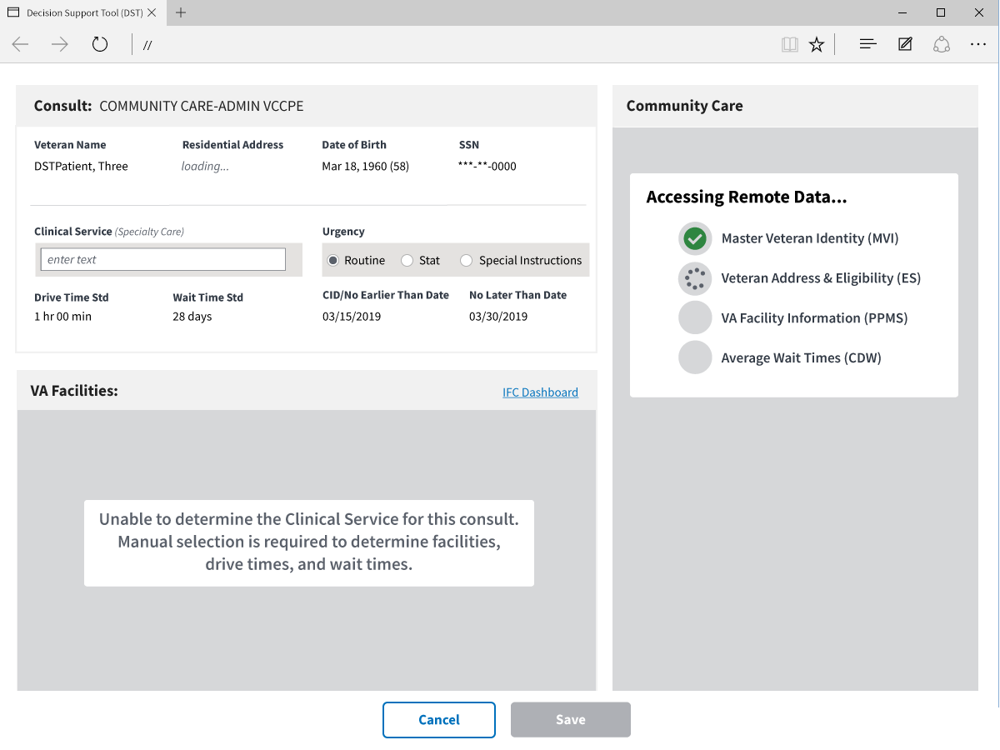 Decision Support Tool (DST)
//
Consult: COMMUNITY CARE-ADMIN VCCPE
Veteran Name Residential Address Date of Birth SSN
DSTPatient, Three loading... Mar 18, 1960 (58) ***-**-0000
Clinical Service (Specialty Care) Urgency
enter text Routine Stat Special Instructions
Drive Time Std Wait Time Std CID/No Earlier Than Date No Later Than Date
1 hr 00 min 28 days 03/15/2019 03/30/2019
VA Facilities: IFC Dashboard
Unable to determine the Clinical Service for this consult.
Manual selection is required to determine facilities,
drive times, and wait times.
Community Care
Accessing Remote Data...
Master Veteran Identity (MVI)
Veteran Address & Eligibility (ES)
VA Facility Information (PPMS)
Average Wait Times (CDW)
Cancel Save